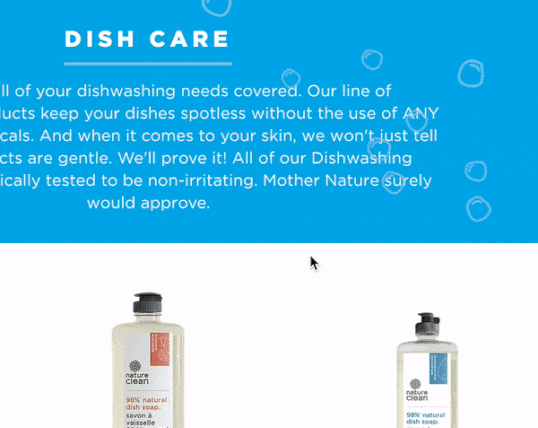 DISH CARE
ll of your dishwashing needs covered. Our line of
ucts keep your dishes spotless without the use of ANY
cals. And when it comes to your skin, we won't just tell
cts are gentle. We'll prove it! All of our Dishwashing
ically tested to be non-irritating. Mother Nature surely
would approve.
nature
clean
98% natural
dish soap.
savon à
vaisselle
nature
clean
98% natural
dish soap.